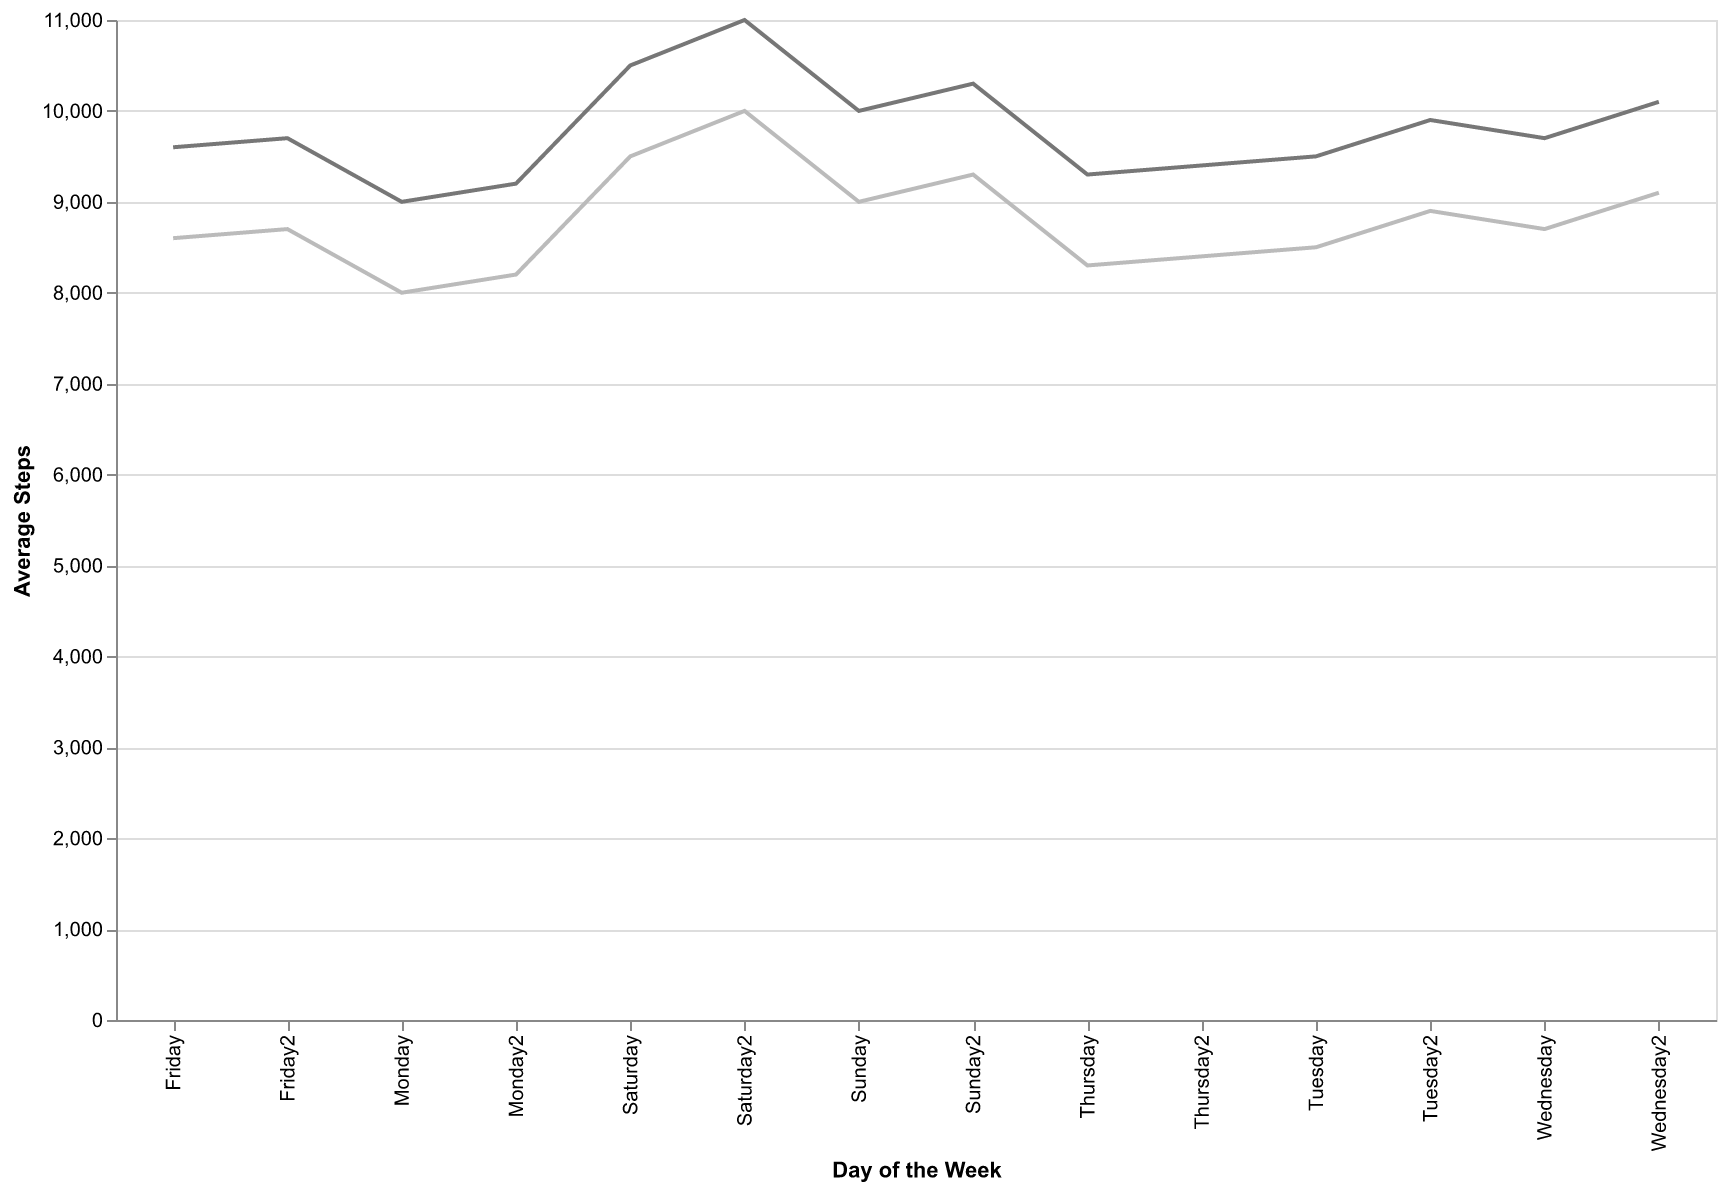 11,000
10,000
9,000
8,000
7,000
6,000
5,000
4,000
3,000
2,000
1,000
0
Average Steps
Friday
Friday2
Monday
Monday2
Saturday
Saturday2
Sunday
Sunday2
Thursday
Thursday2
Tuesday
Tuesday2
Wednesday
Wednesday2
Day of the Week